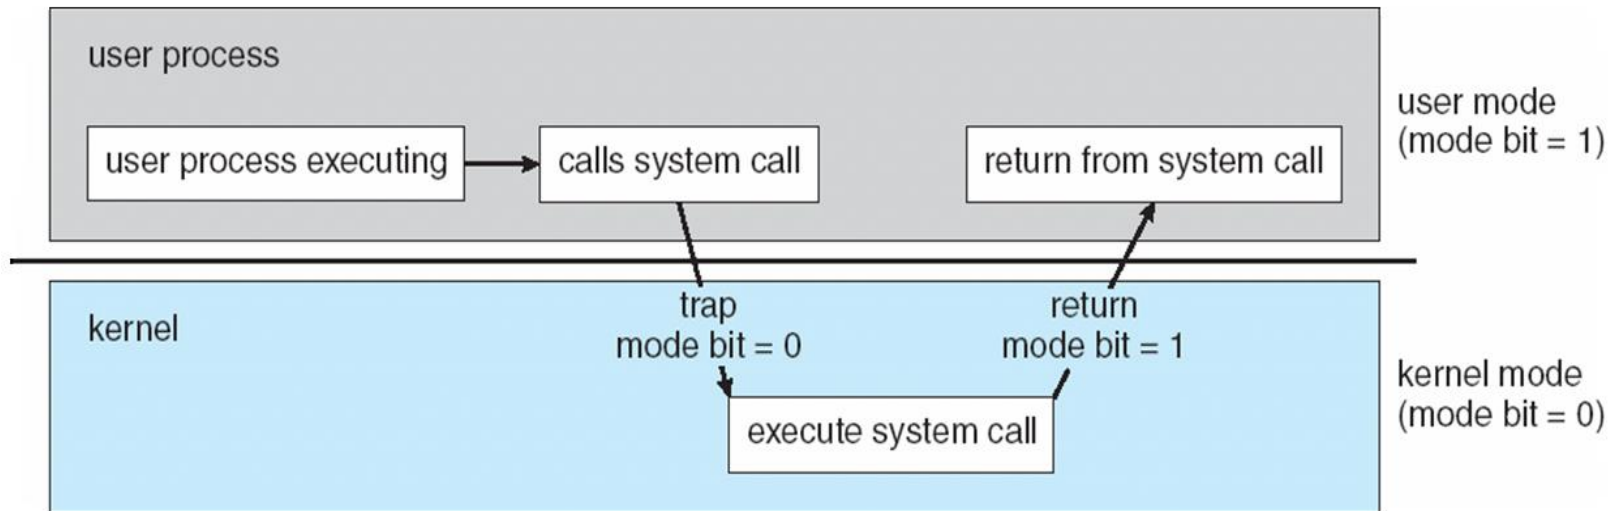 user process
user process executing
calls system call
return from system call
user mode
(mode bit = 1)
kernel
trap
mode bit = 0
return
mode bit = 1
execute system call
kernel mode
(mode bit = 0)